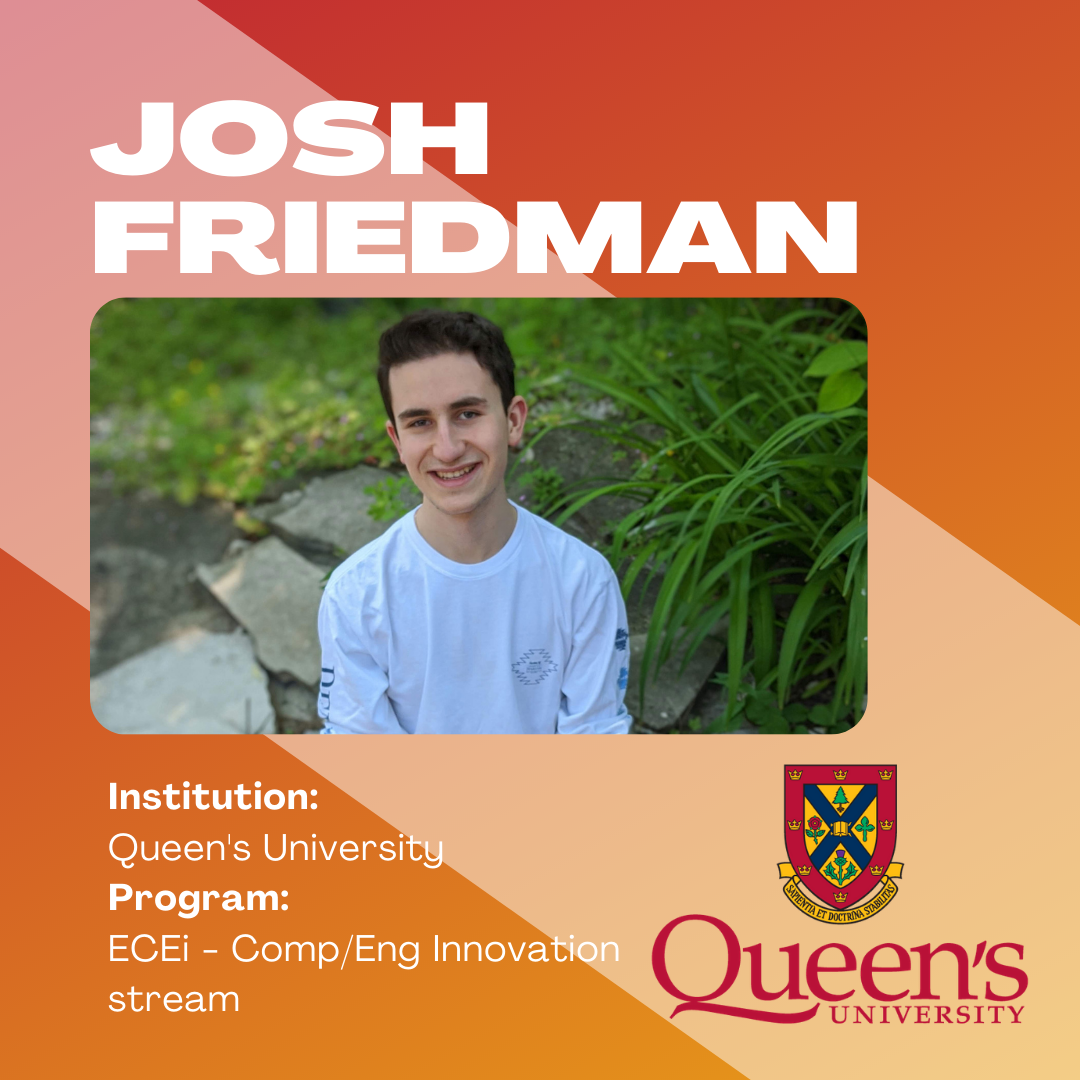 JOSH
FRIEDMAN
Institution:
Queen's University
Program:
ECEi - Comp/Eng Innovation
stream
SAPIENTIA ET DOCTRINA STABILITAS
Queen's
UNIVERSITY